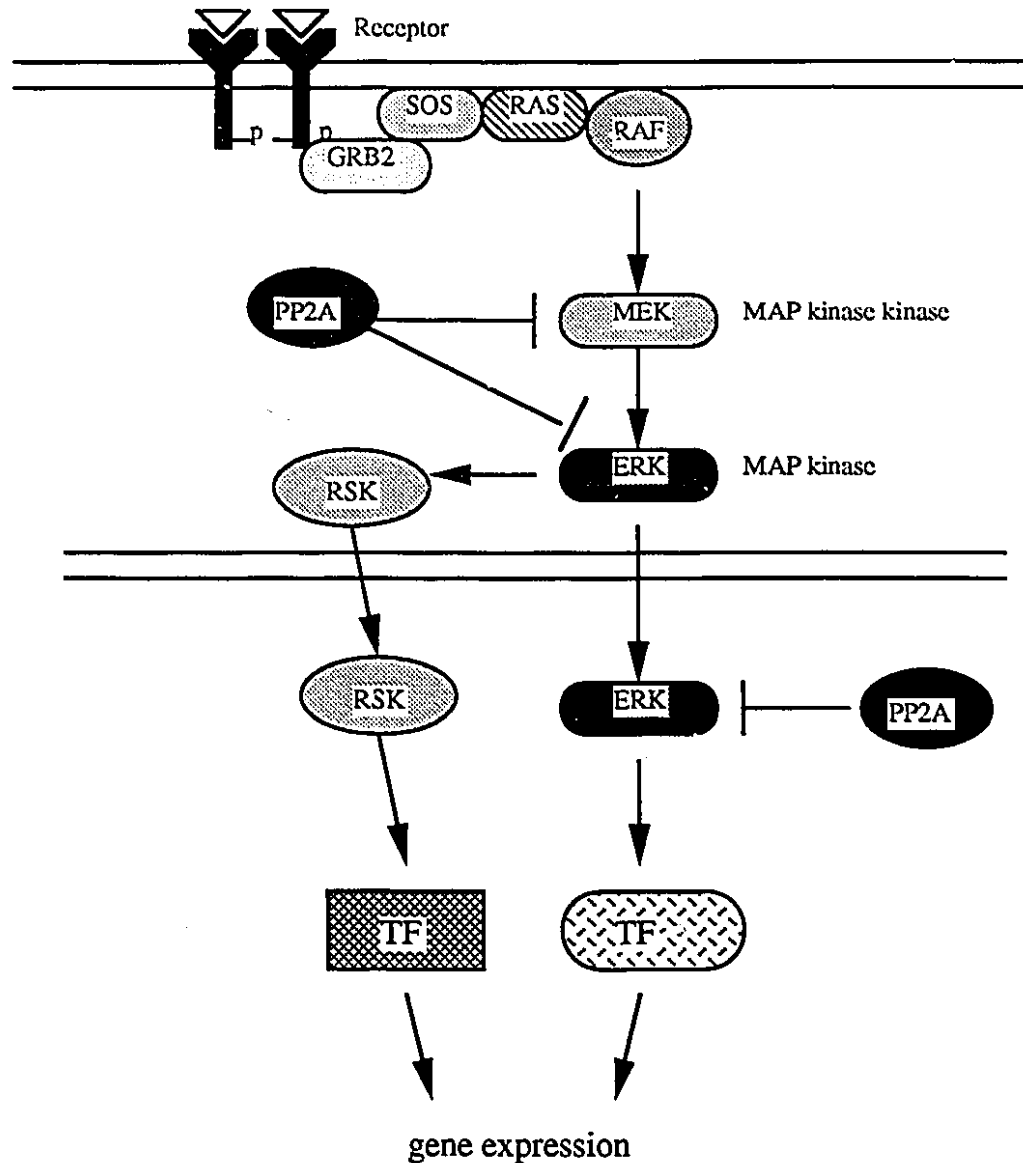 Receptor
SOS
RAS
RAF
p
p
GRB2
PP2A
MEK
MAP kinase kinase
ERK
MAP kinase
RSK
RSK
ERK
PP2A
TF
TF
gene expression